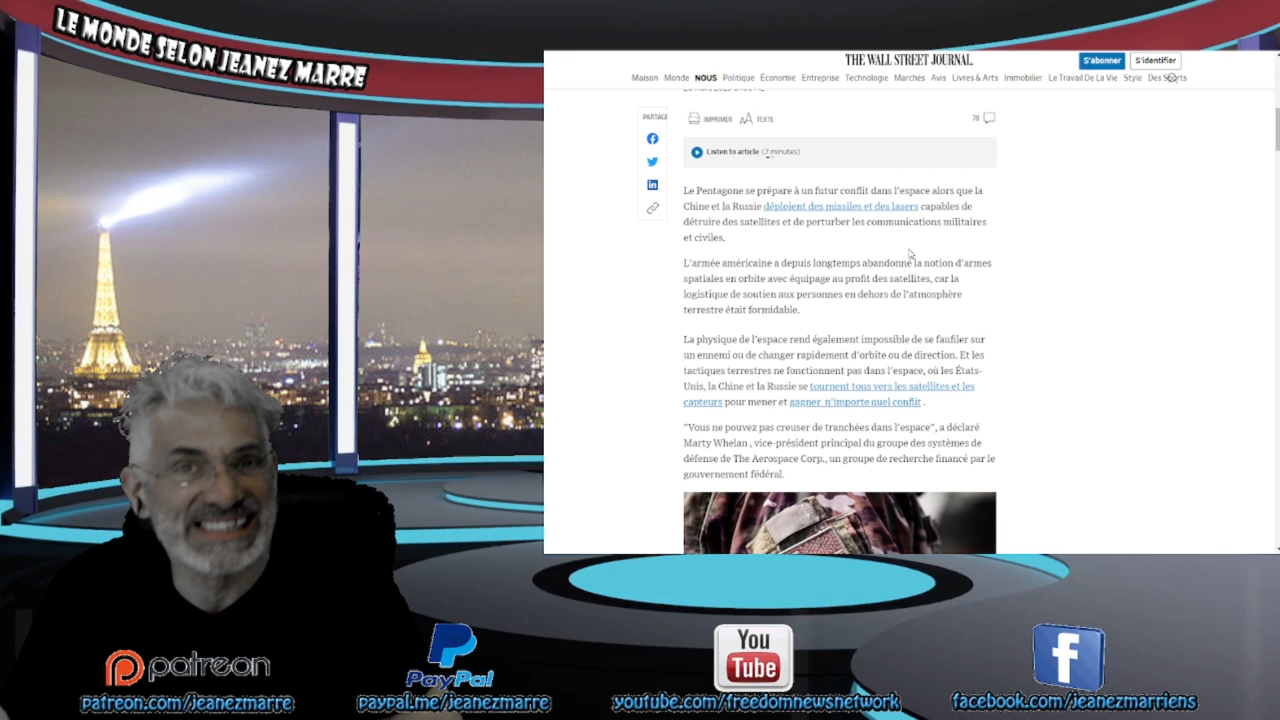 LE MONDE SELON JEANEZ MARRE
THE WALL STREET JOURNAL.
S'abonner
S'identifier
Maison Monde NOUS Politique Économie Entreprise Technologie Marchés Avis Livres & Arts Immobilier Le Travail De La Vie Style
PARTAGE
IMPRIMER AA TEXTE
78
Listen to article (7 minutes)
Le Pentagone se prépare à un futur conflit dans l'espace alors que la
Chine et la Russie déploient des missiles et des lasers capables de
détruire des satellites et de perturber les communications militaires
et civiles.
L'armée américaine a depuis longtemps abandonné la notion d'armes
spatiales en orbite avec équipage au profit des satellites, car la
logistique de soutien aux personnes en dehors de l'atmosphère
terrestre était formidable.
La physique de l'espace rend également impossible de se faufiler sur
un ennemi ou de changer rapidement d'orbite ou de direction. Et les
tactiques terrestres ne fonctionnent pas dans l'espace, où les États-
Unis, la Chine et la Russie se tournent tous vers les satellites et les
capteurs pour mener et gagner n'importe quel conflit .
"Vous ne pouvez pas creuser de tranchées dans l'espace", a déclaré
Marty Whelan , vice-président principal du groupe des systèmes de
défense de The Aerospace Corp., un groupe de recherche financé par le
gouvernement fédéral.
patreon
patreon.com/jeanezmarre
PayPal
paypal.me/jeanezmarre
You
Tube
youtube.com/freedomnewsnetwork
facebook.com/jeanezmarriens